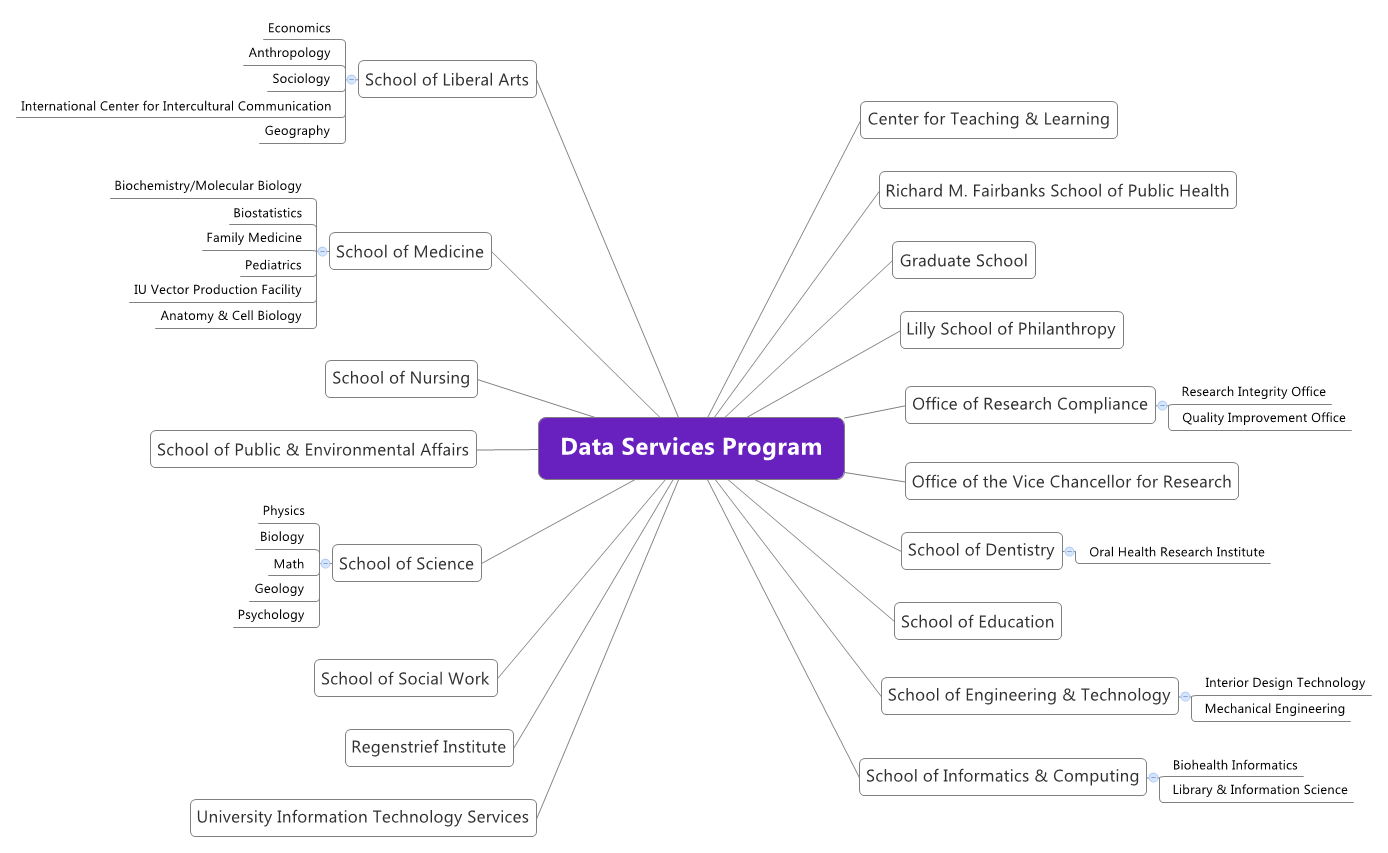 Data Services Program
School of Liberal Arts
Economics
Anthropology
Sociology
International Center for Intercultural Communication
Geography
School of Medicine
Biochemistry/Molecular Biology
Biostatistics
Family Medicine
Pediatrics
IU Vector Production Facility
Anatomy & Cell Biology
School of Nursing
School of Public & Environmental Affairs
School of Science
Physics
Biology
Math
Geology
Psychology
School of Social Work
Regenstrief Institute
University Information Technology Services
Center for Teaching & Learning
Richard M. Fairbanks School of Public Health
Graduate School
Lilly School of Philanthropy
Office of Research Compliance
Research Integrity Office
Quality Improvement Office
Office of the Vice Chancellor for Research
School of Dentistry
Oral Health Research Institute
School of Education
School of Engineering & Technology
Interior Design Technology
Mechanical Engineering
School of Informatics & Computing
Biohealth Informatics
Library & Information Science